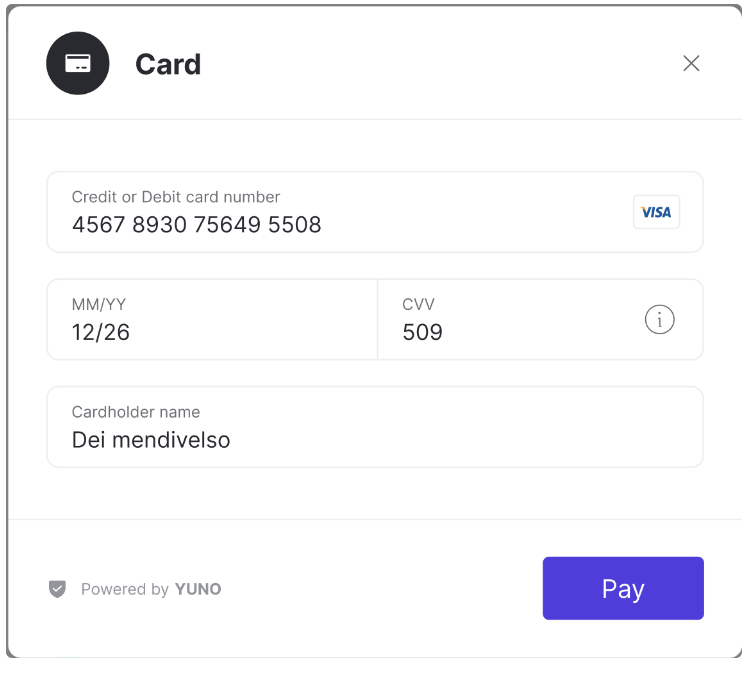 Card
Credit or Debit card number
4567 8930 75649 5508
VISA
MM/YY
12/26
CVV
509
Cardholder name
Dei mendivelso
Powered by YUNO
Pay